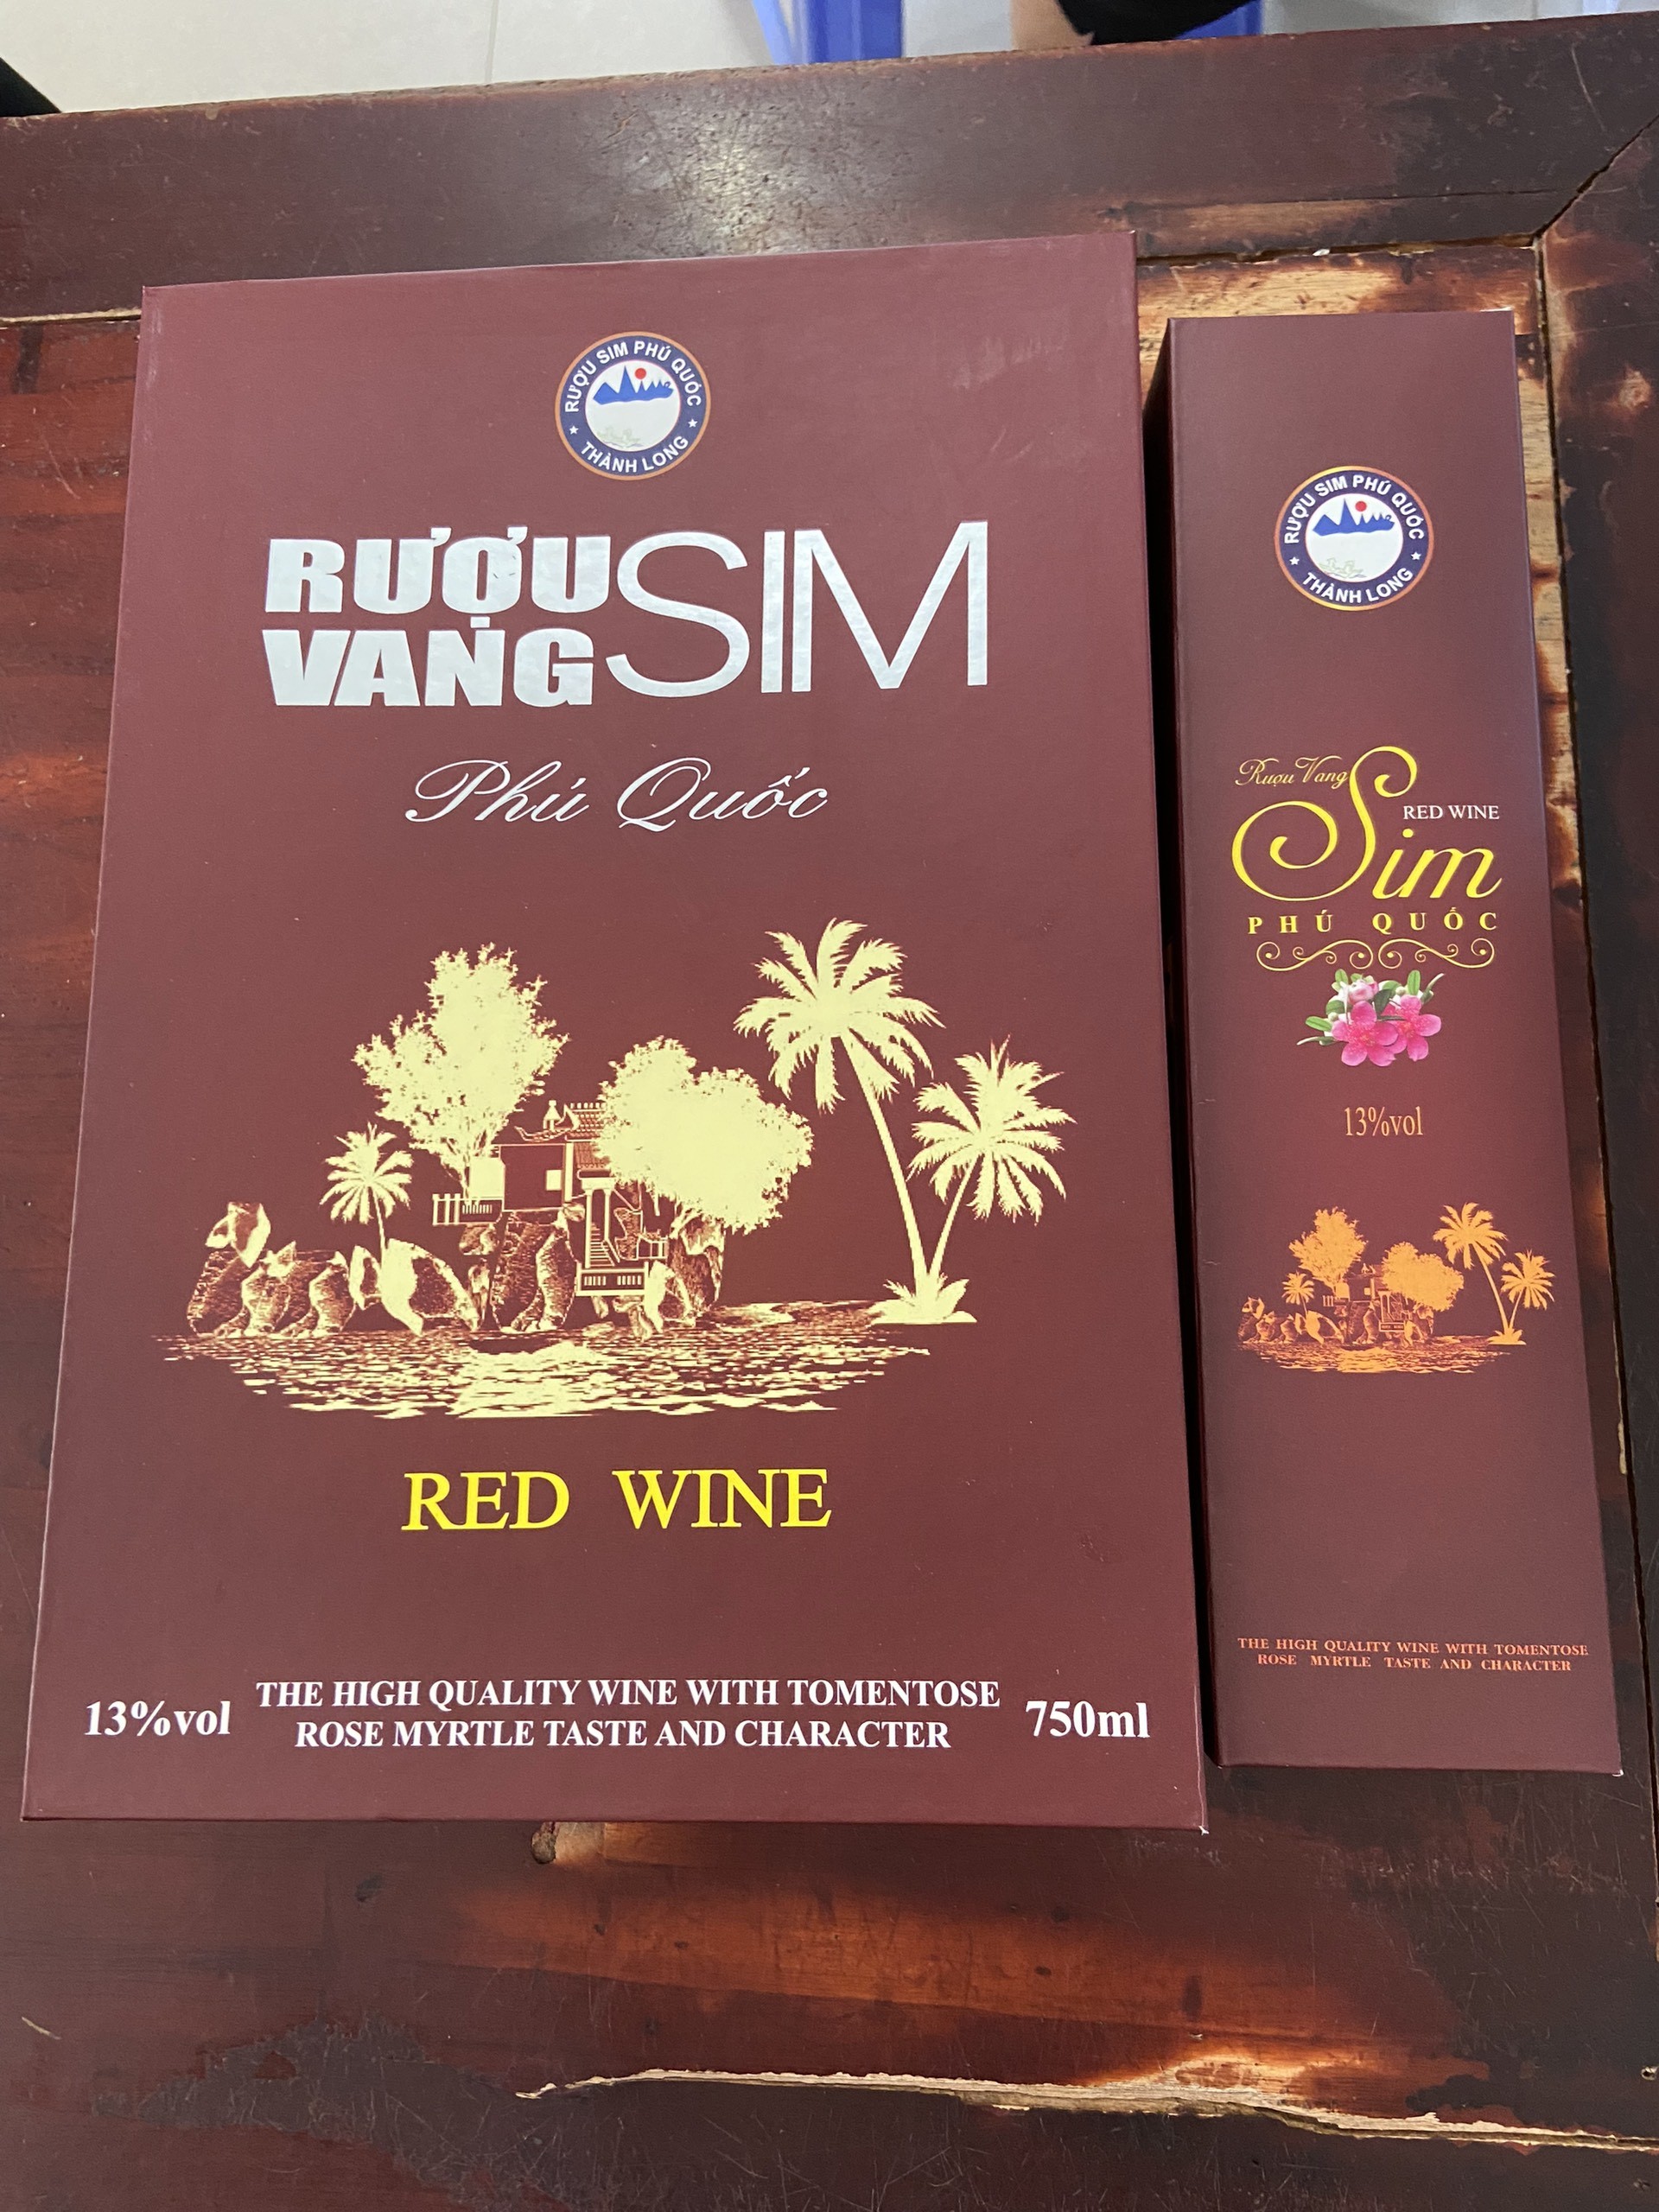 RƯỢU SIM PHÚ QUỐC
THÀNH LONG
RƯỢU
VANG
SIM
Phú Quốc
RED WINE
13%vol
THE HIGH QUALITY WINE WITH TOMENTOSE
ROSE MYRTLE TASTE AND CHARACTER
750ml
RƯỢU SIM PHÚ QUỐC
THÀNH LONG
Rượu Vang
Sim
RED WINE
PHÚ QUỐC
13%vol
THE HIGH QUALITY WINE WITH TOMENTOSE
ROSE MYRTLE TASTE AND CHARACTER